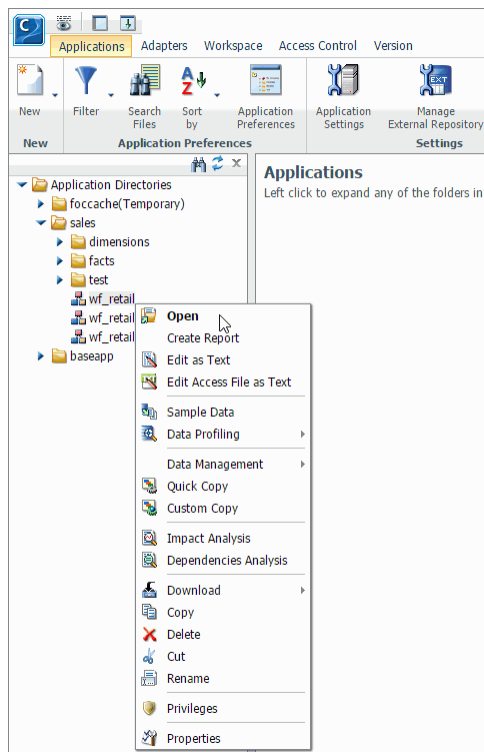 C
Applications Adapters Workspace Access Control Version
EXT
New Filter Search Files Sort by Application Preferences Application Settings Manage External Repository
New Application Preferences Settings
Application Directories
foccache(Temporary)
sales
dimensions
facts
test
wf_retail
wf_retail
wf_retail
baseapp
Applications
Left click to expand any of the folders in
Open
Create Report
Edit as Text
Edit Access File as Text
Sample Data
Data Profiling
Data Management
Quick Copy
Custom Copy
Impact Analysis
Dependencies Analysis
Download
Copy
Delete
Cut
Rename
Privileges
Properties